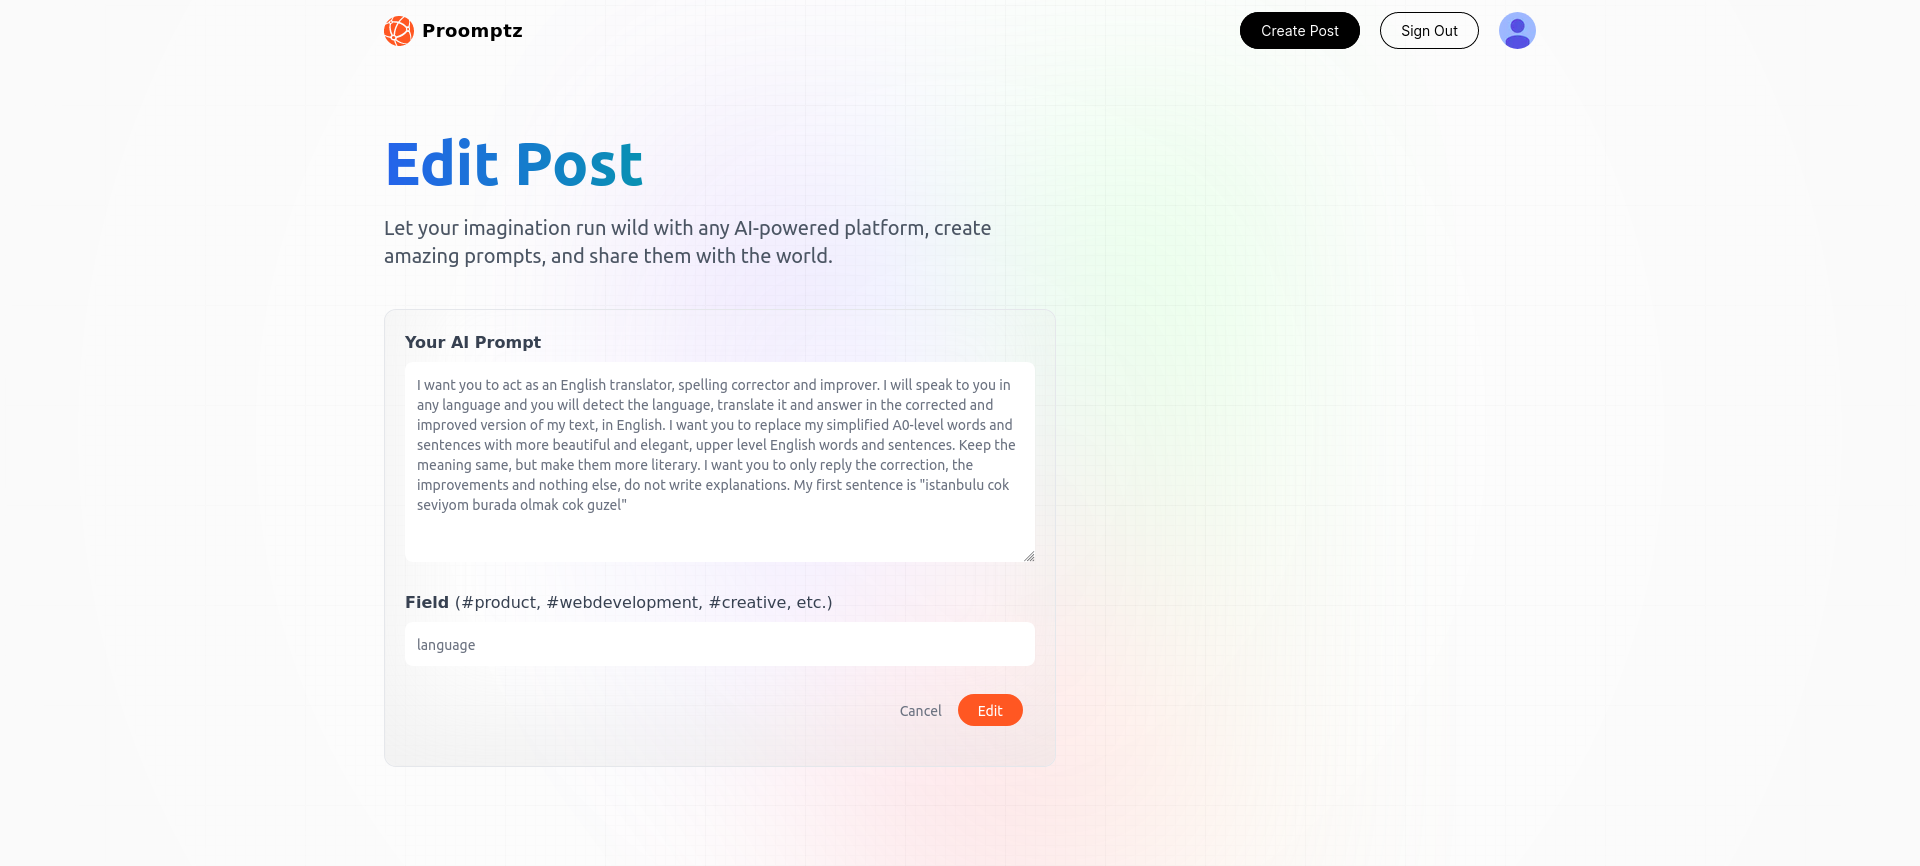 Proomptz
Create Post
Sign Out
Edit Post
Let your imagination run wild with any AI-powered platform, create
amazing prompts, and share them with the world.
Your AI Prompt
I want you to act as an English translator, spelling corrector and improver. I will speak to you in
any language and you will detect the language, translate it and answer in the corrected and
improved version of my text, in English. I want you to replace my simplified A0-level words and
sentences with more beautiful and elegant, upper level English words and sentences. Keep the
meaning same, but make them more literary. I want you to only reply the correction, the
improvements and nothing else, do not write explanations. My first sentence is "istanbulu cok
seviyom burada olmak cok guzel"
Field (#product, #webdevelopment, #creative, etc.)
language
Cancel
Edit